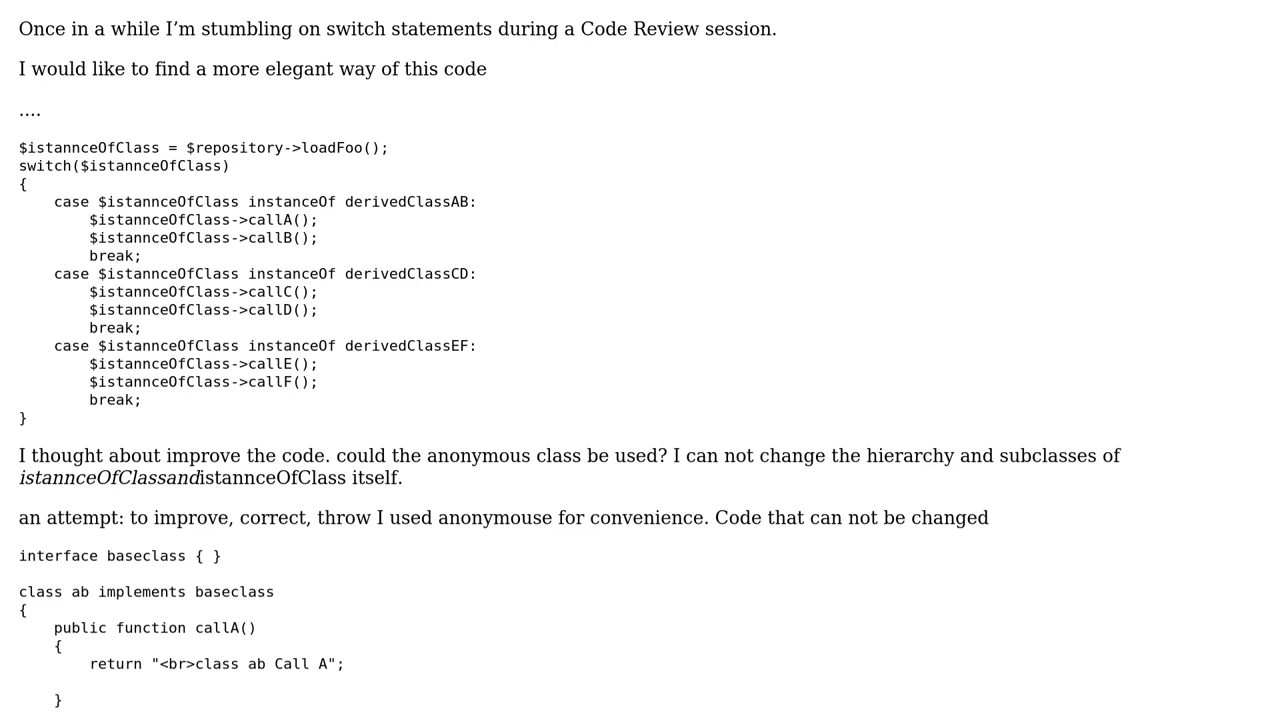 Once in a while I’m stumbling on switch statements during a Code Review session.
I would like to find a more elegant way of this code
....
$istannceOfClass = $repository->loadFoo();
switch($istannceOfClass)
{
    case $istannceOfClass instanceOf derivedClassAB:
        $istannceOfClass->callA();
        $istannceOfClass->callB();
        break;
    case $istannceOfClass instanceOf derivedClassCD:
        $istannceOfClass->callC();
        $istannceOfClass->callD();
        break;
    case $istannceOfClass instanceOf derivedClassEF:
        $istannceOfClass->callE();
        $istannceOfClass->callF();
        break;
}
I thought about improve the code. could the anonymous class be used? I can not change the hierarchy and subclasses of
istannceOfClassandistannceOfClass itself.
an attempt: to improve, correct, throw I used anonymouse for convenience. Code that can not be changed
interface baseclass { }
class ab implements baseclass
{
    public function callA()
    {
        return "<br>class ab Call A";
    }